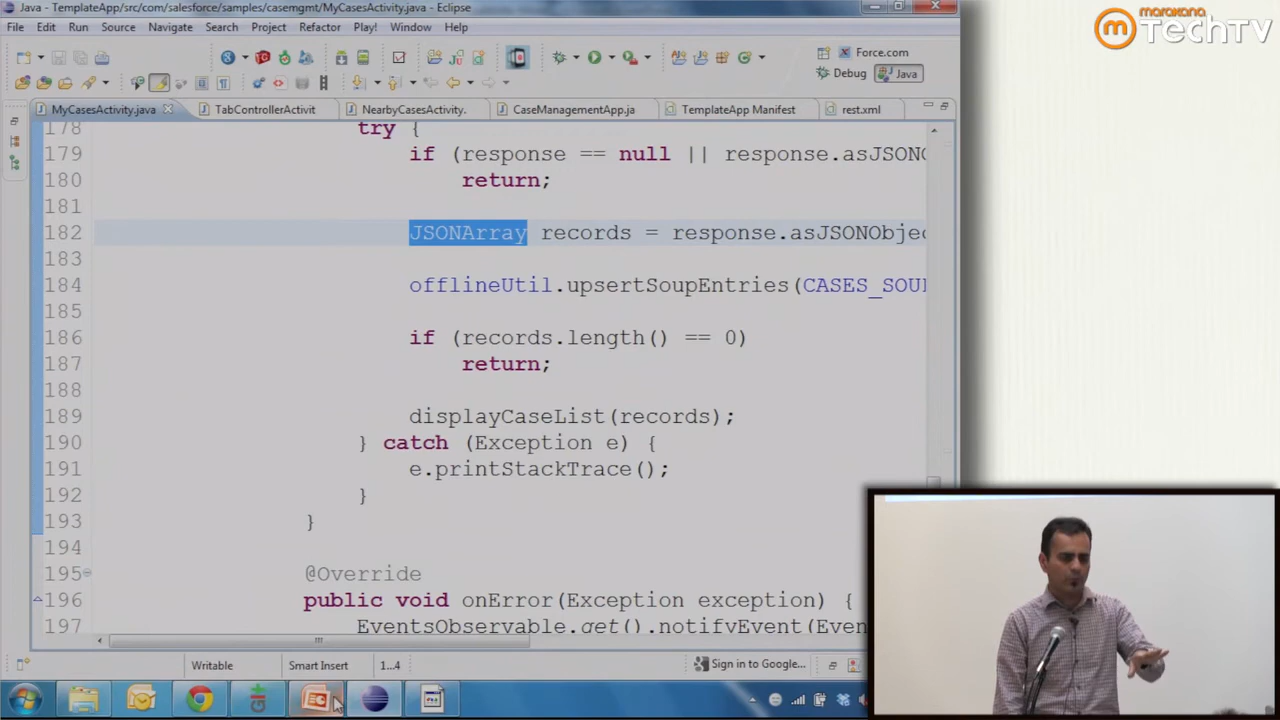 Java - TemplateApp/src/com/salesforce/samples/casemgmt/MyCasesActivity.java - Eclipse
marakana
TechTV
File Edit Run Source Navigate Search Project Refactor Play! Window Help
Force.com
Debug Java
MyCasesActivity.java TabControllerActivit NearbyCasesActivity. CaseManagementApp.ja TemplateApp Manifest rest.xml
178 try {
179 if (response == null || response.asJSONO
180 return;
181
182 JSONArray records = response.asJSONObjec
183
184 offlineUtil.upsertSoupEntries(CASES_SOU
185
186 if (records.length() == 0)
187 return;
188
189 displayCaseList(records);
190 } catch (Exception e) {
191 e.printStackTrace();
192 }
193 }
194
195 @Override
196 public void onError(Exception exception) {
197 EventsObservable.get().notifyEvent(Even
Writable Smart Insert 1...4 Sign in to Google...